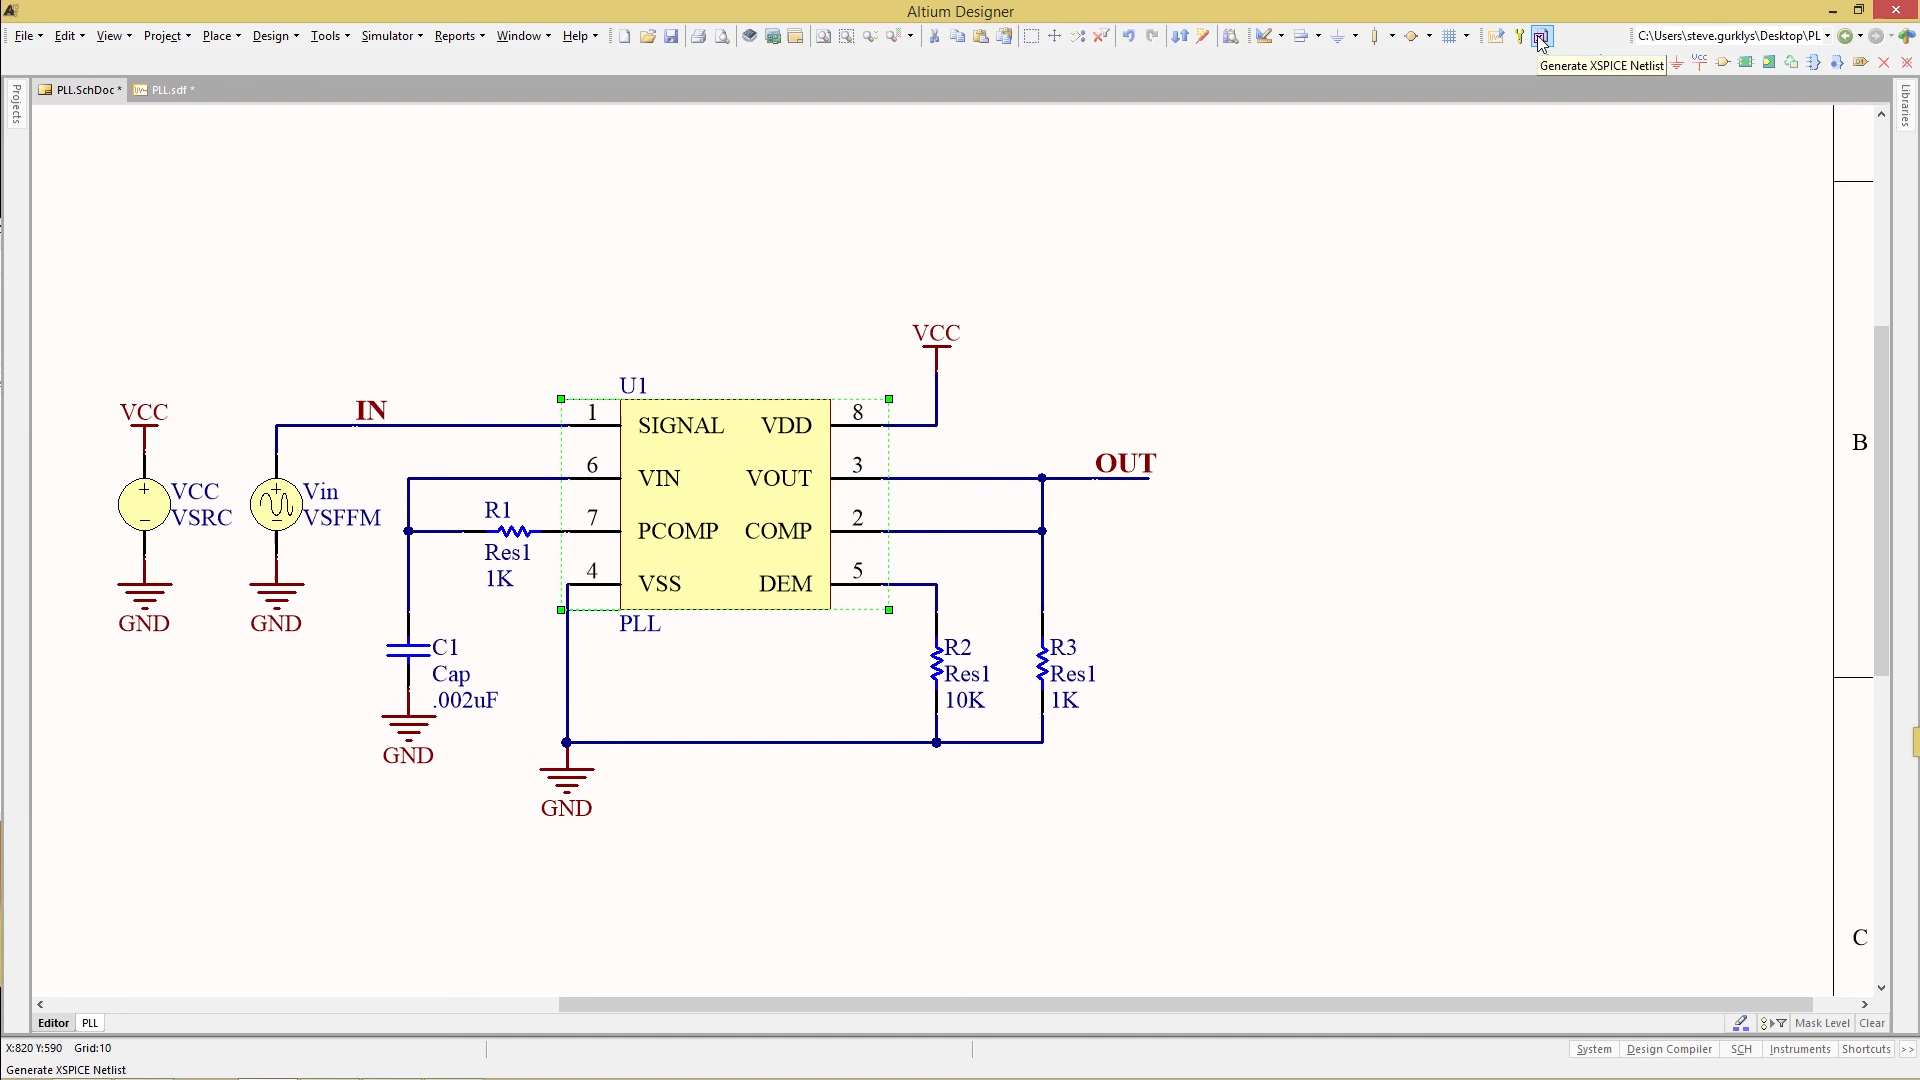 Altium Designer
File Edit View Project Place Design Tools Simulator Reports Window Help
C:\Users\steve.gurklys\Desktop\PL
Generate XSPICE Netlist
Vcc
Projects
PLL.SchDoc *
PLL.sdf *
Libraries
VCC
U1
VCC
IN
1
SIGNAL
VDD
8
B
6
VIN
VOUT
3
OUT
VCC
VSRC
Vin
VSFFM
R1
7
PCOMP
COMP
2
Res1
1K
4
VSS
DEM
5
GND
GND
PLL
C1
Cap
.002uF
R2
Res1
10K
R3
Res1
1K
GND
GND
C
Editor
PLL
Mask Level
Clear
X:820 Y:590 Grid:10
System
Design Compiler
SCH
Instruments
Shortcuts
>>
Generate XSPICE Netlist